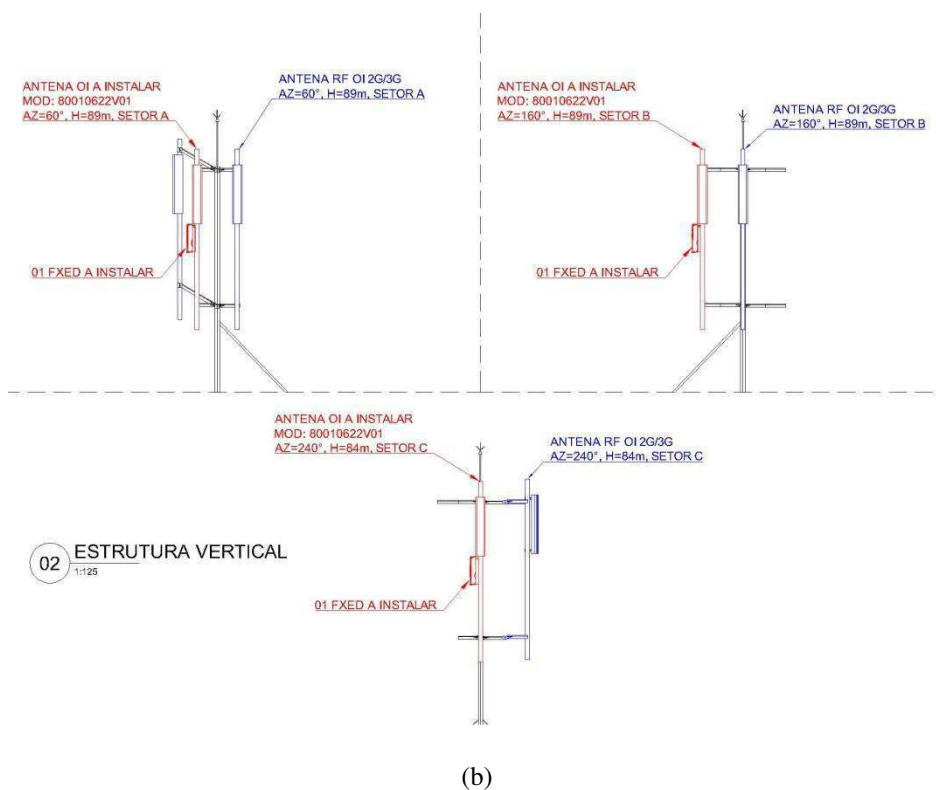 ANTENA OI A INSTALAR
MOD: 80010622V01
AZ=60°, H=89m, SETOR A
ANTENA RF OI 2G/3G
AZ=60°, H=89m, SETOR A
01 FXED A INSTALAR
ANTENA OI A INSTALAR
MOD: 80010622V01
AZ=160°, H=89m, SETOR B
ANTENA RF OI 2G/3G
AZ=160°, H=89m, SETOR B
01 FXED A INSTALAR
ANTENA OI A INSTALAR
MOD: 80010622V01
AZ=240°, H=84m, SETOR C
ANTENA RF OI 2G/3G
AZ=240°, H=84m, SETOR C
01 FXED A INSTALAR
02
ESTRUTURA VERTICAL
1:125
(b)